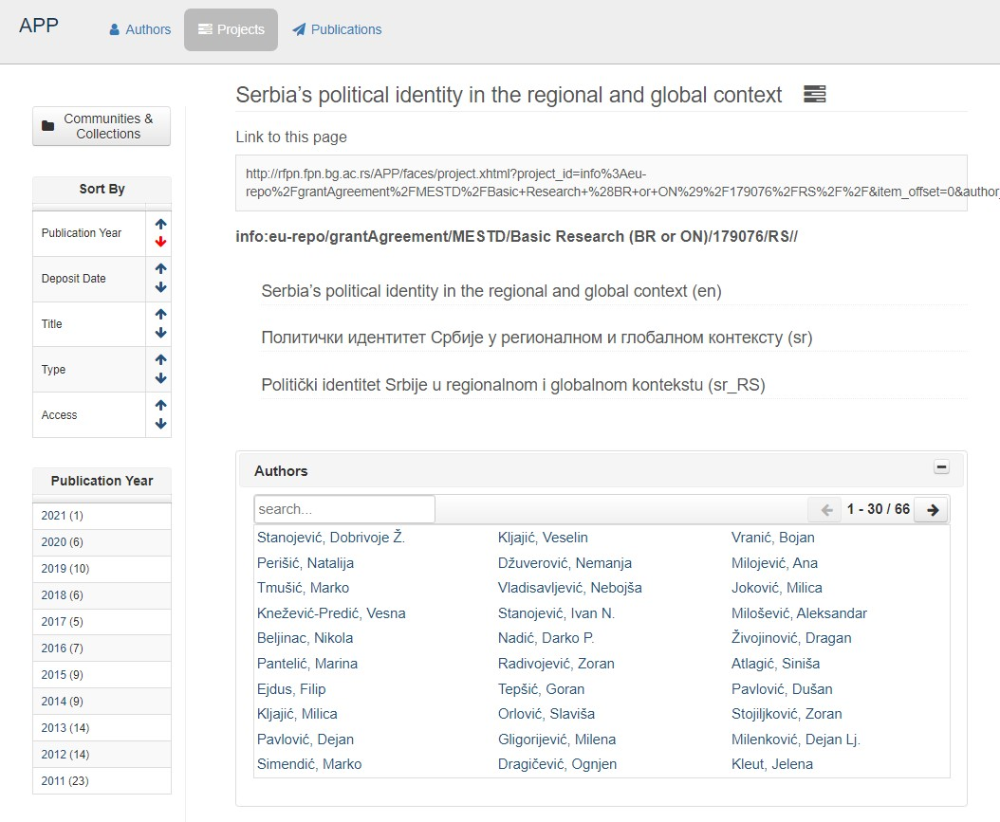 APP
Authors
Projects
Publications
Communities &
Collections
Sort By
Publication Year
Deposit Date
Title
Type
Access
Publication Year
2021 (1)
2020 (6)
2019 (10)
2018 (6)
2017 (5)
2016 (7)
2015 (9)
2014 (9)
2013 (14)
2012 (14)
2011 (23)
Serbia’s political identity in the regional and global context
Link to this page
http://rfpn.fpn.bg.ac.rs/APP/faces/project.xhtml?project_id=info%3Aeu-
repo%2FgrantAgreement%2FMESTD%2FBasic+Research+%28BR+or+ON%29%2F179076%2FRS%2F%2F&item_offset=0&author_
info:eu-repo/grantAgreement/MESTD/Basic Research (BR or ON)/179076/RS//
Serbia’s political identity in the regional and global context (en)
Политички идентитет Србије у регионалном и глобалном контексту (sr)
Politički identitet Srbije u regionalnom i globalnom kontekstu (sr_RS)
Authors
search...
1 - 30 / 66
Stanojević, Dobrivoje Ž.
Kljajić, Veselin
Vranić, Bojan
Perišić, Natalija
Džuverović, Nemanja
Milojević, Ana
Tmušić, Marko
Vladisavljević, Nebojša
Joković, Milica
Knežević-Predić, Vesna
Stanojević, Ivan N.
Milošević, Aleksandar
Beljinac, Nikola
Nadić, Darko P.
Živojinović, Dragan
Pantelić, Marina
Radivojević, Zoran
Atlagić, Siniša
Ejdus, Filip
Tepšić, Goran
Pavlović, Dušan
Kljajić, Milica
Orlović, Slaviša
Stojiljković, Zoran
Pavlović, Dejan
Gligorijević, Milena
Milenković, Dejan Lj.
Simendić, Marko
Dragičević, Ognjen
Kleut, Jelena